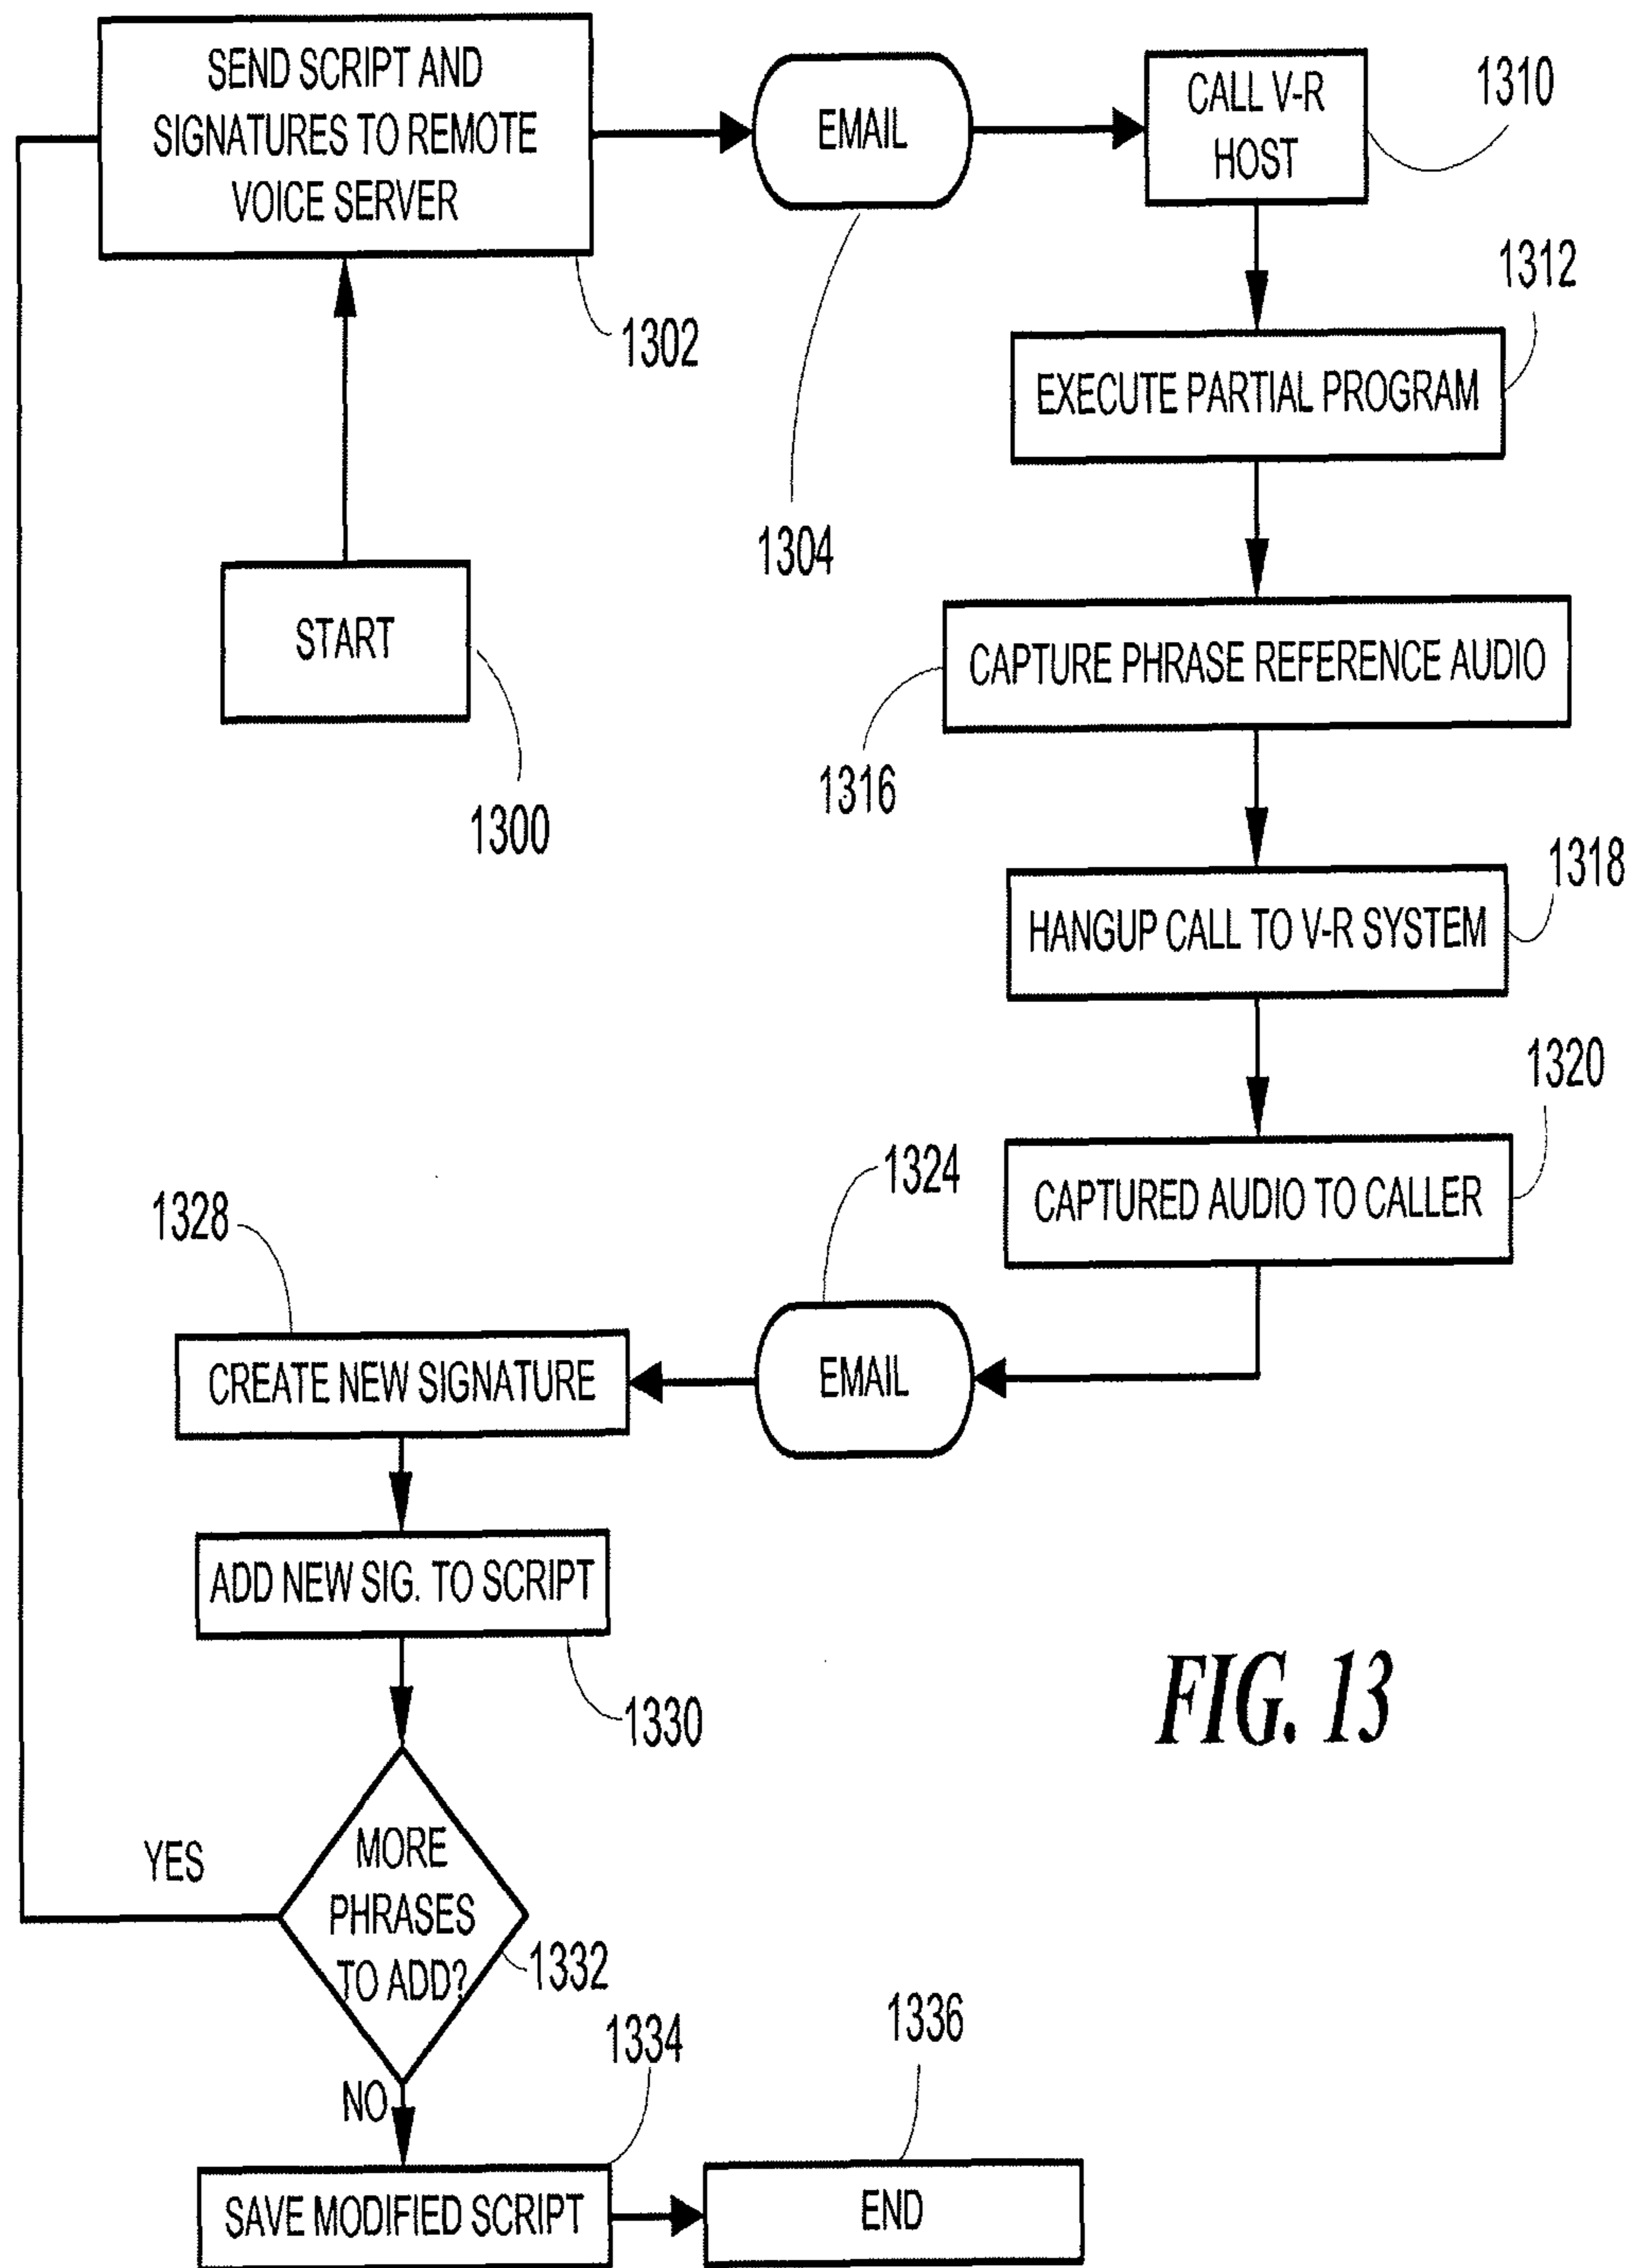 SEND SCRIPT AND
SIGNATURES TO REMOTE
VOICE SERVER
1302
EMAIL
1304
CALL V-R
HOST
1310
START
1300
EXECUTE PARTIAL PROGRAM
1312
CAPTURE PHRASE REFERENCE AUDIO
1316
HANGUP CALL TO V-R SYSTEM
1318
CAPTURED AUDIO TO CALLER
1320
EMAIL
1324
CREATE NEW SIGNATURE
1328
ADD NEW SIG. TO SCRIPT
1330
MORE
PHRASES
TO ADD?
1332
YES
NO
SAVE MODIFIED SCRIPT
1334
END
1336
FIG. 13